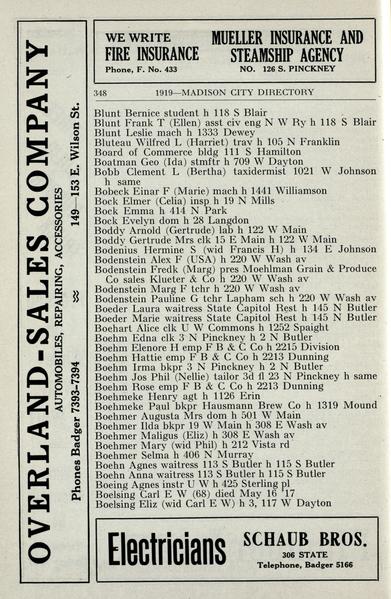 OVERLAND-SALES COMPANY
AUTOMOBILES, REPAIRING, ACCESSORIES
Phones Badger 7393-7394 149—153 E. Wilson St.
WE WRITE
FIRE INSURANCE
Phone, F. No. 433
MUELLER INSURANCE AND
STEAMSHIP AGENCY
NO. 126 S. PINCKNEY
348 1919—MADISON CITY DIRECTORY
Blunt Bernice student h 118 S Blair
Blunt Frank T (Ellen) asst civ eng N W Ry h 118 S Blair
Blunt Leslie mach h 1333 Dewey
Bluteau Wilfred L (Harriet) trav h 105 N Franklin
Board of Commerce bldg 111 S Hamilton
Boatman Geo (Ida) stmftr h 709 W Dayton
Bobb Clement L (Bertha) taxidermist 1021 W Johnson
h same
Bobeck Einar F (Marie) mach h 1441 Williamson
Bock Elmer (Celia) insp h 19 N Mills
Bock Emma h 414 N Park
Bock Evelyn dom h 28 Langdon
Boddy Arnold (Gertrude) lab h 122 W Main
Boddy Gertrude Mrs clk 15 E Main h 122 W Main
Bodenius Hermine S (wid Francis H) h 134 E Johnson
Bodenstein Alex F (USA) h 220 W Wash av
Bodenstein Fredk (Marg) pres Moehlman Grain & Produce
Co sales Klueter & Co h 220 W Wash av
Bodenstein Marg F tchr h 220 W Wash av
Bodenstein Pauline G tchr Lapham sch h 220 W Wash av
Boeder Laura waitress State Capitol Rest h 145 N Butler
Boeder Marie waitress State Capitol Rest h 145 N Butler
Boehart Alice clk U W Commons h 1252 Spaight
Boehm Edna clk 3 N Pinckney h 2 N Butler
Boehm Elenore H emp F B & C Co h 2215 Division
Boehm Hattie emp F B & C Co h 2213 Dunning
Boehm Irma bkpr 3 N Pinckney h 2 N Butler
Boehm Jos Phil (Nellie) tailor 3d fl 23 N Pinckney h same
Boehm Rose emp F B & C Co h 2213 Dunning
Boehmeke Henry agt h 1126 Erin
Boehmeke Paul bkpr Hausmann Brew Co h 1319 Mound
Boehmer Augusta Mrs dom h 501 W Main
Boehmer Ilda bkpr 19 W Main h 308 E Wash av
Boehmer Maligus (Eliz) h 308 E Wash av
Boehmer Mary (wid Phil) h 212 Vista rd
Boehmer Selma h 406 N Murray
Boehn Agnes waitress 113 S Butler h 115 S Butler
Boehn Anna waitress 113 S Butler h 115 S Butler
Boeing Agnes instr U W h 425 Sterling pl
Boelsing Carl E W (68) died May 16 '17
Boelsing Eliz (wid Carl E W) h 3, 117 W Dayton
Electricians
SCHAUB BROS.
306 STATE
Telephone, Badger 5166